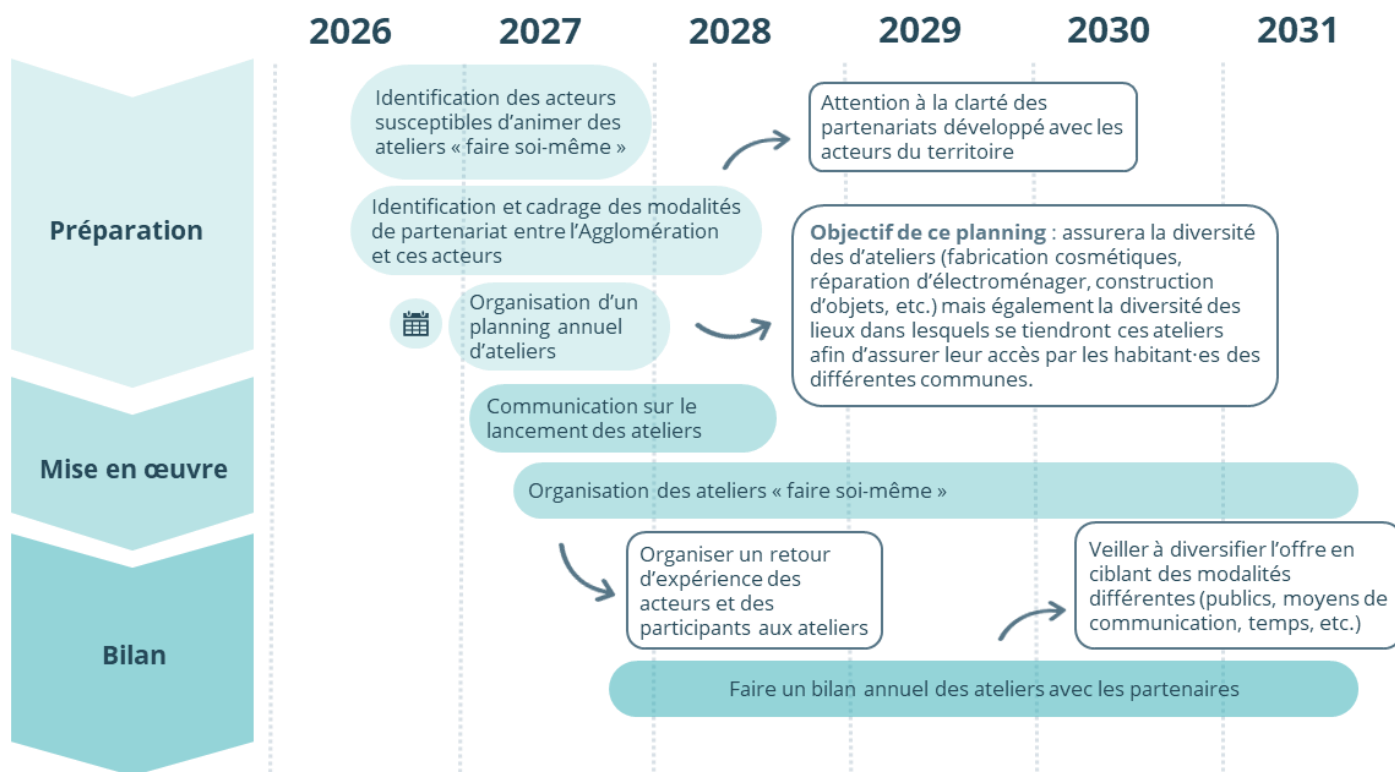 2026 2027 2028 2029 2030 2031
Préparation
Identification des acteurs
susceptibles d’animer des
ateliers « faire soi-même »
Attention à la clarté des
partenariats développé avec les
acteurs du territoire
Identification et cadrage des modalités
de partenariat entre l’Agglomération
et ces acteurs
Objectif de ce planning : assurera la diversité
des d’ateliers (fabrication cosmétiques,
réparation d’électroménager, construction
d’objets, etc.) mais également la diversité des
lieux dans lesquels se tiendront ces ateliers
afin d’assurer leur accès par les habitant·es des
différentes communes.
Organisation d’un
planning annuel
d’ateliers
Mise en œuvre
Communication sur le
lancement des ateliers
Organisation des ateliers « faire soi-même »
Bilan
Organiser un retour
d’expérience des
acteurs et des
participants aux ateliers
Veiller à diversifier l’offre en
ciblant des modalités
différentes (publics, moyens de
communication, temps, etc.)
Faire un bilan annuel des ateliers avec les partenaires